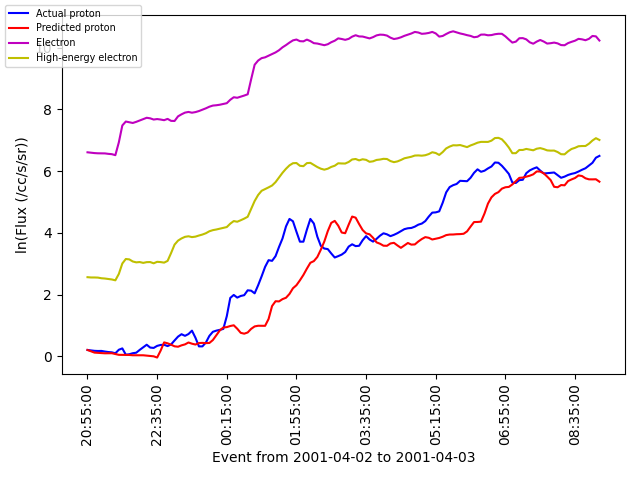 Actual proton
Predicted proton
Electron
High-energy electron
10
8
6
4
2
0
ln(Flux (/cc/s/sr))
20:55:00
22:35:00
00:15:00
01:55:00
03:35:00
05:15:00
06:55:00
08:35:00
Event from 2001-04-02 to 2001-04-03